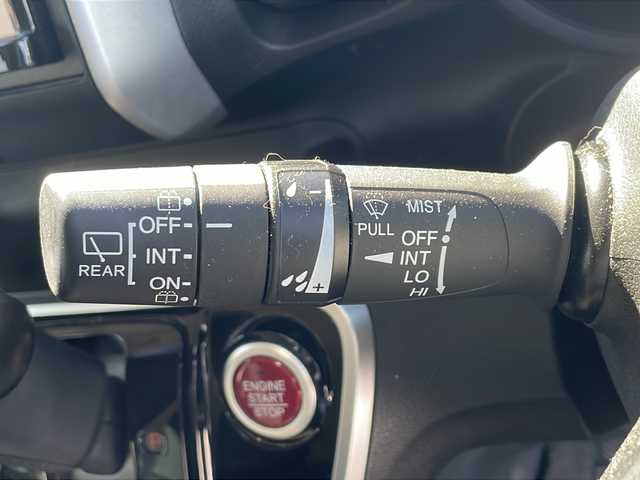 OFF
INT
ON
REAR
-
+
PULL
MIST
OFF
INT
LO
HI
ENGINE
START
STOP